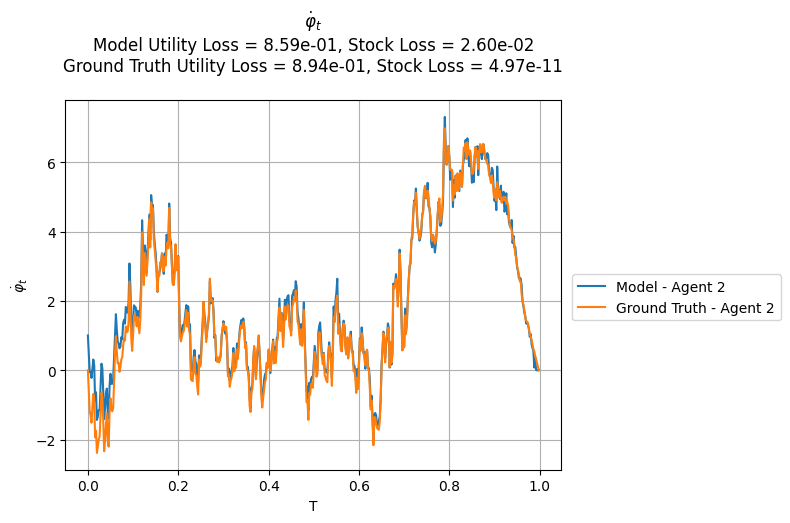 φ̇ₜ
Model Utility Loss = 8.59e-01, Stock Loss = 2.60e-02
Ground Truth Utility Loss = 8.94e-01, Stock Loss = 4.97e-11
φ̇ₜ
6
4
2
0
−2
0.0 0.2 0.4 0.6 0.8 1.0
T
Model - Agent 2
Ground Truth - Agent 2